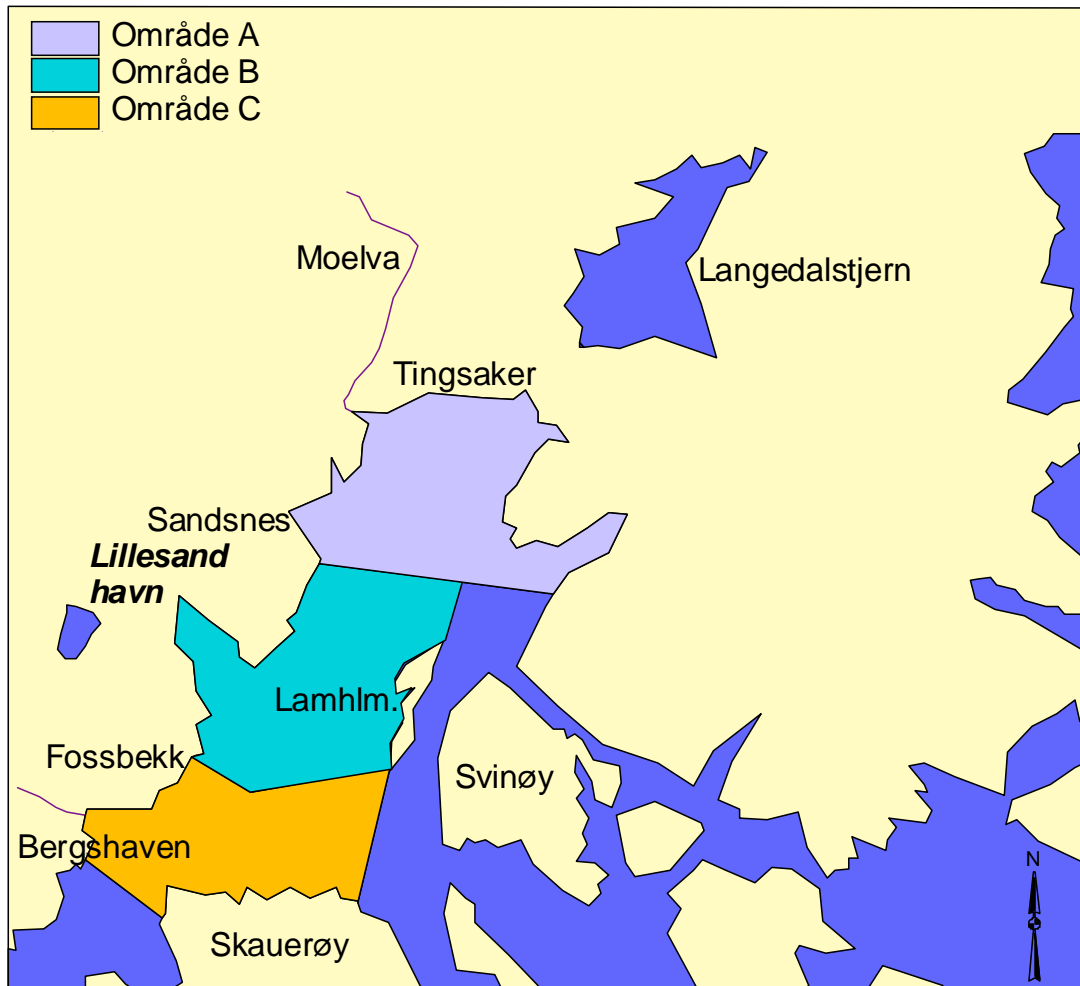 Område A
Område B
Område C
Moelva
Langedalstjern
Tingsaker
Sandsnes
Lillesand
havn
Lamhlm.
Fossbekk
Svinøy
Bergshaven
N
Skauerøy